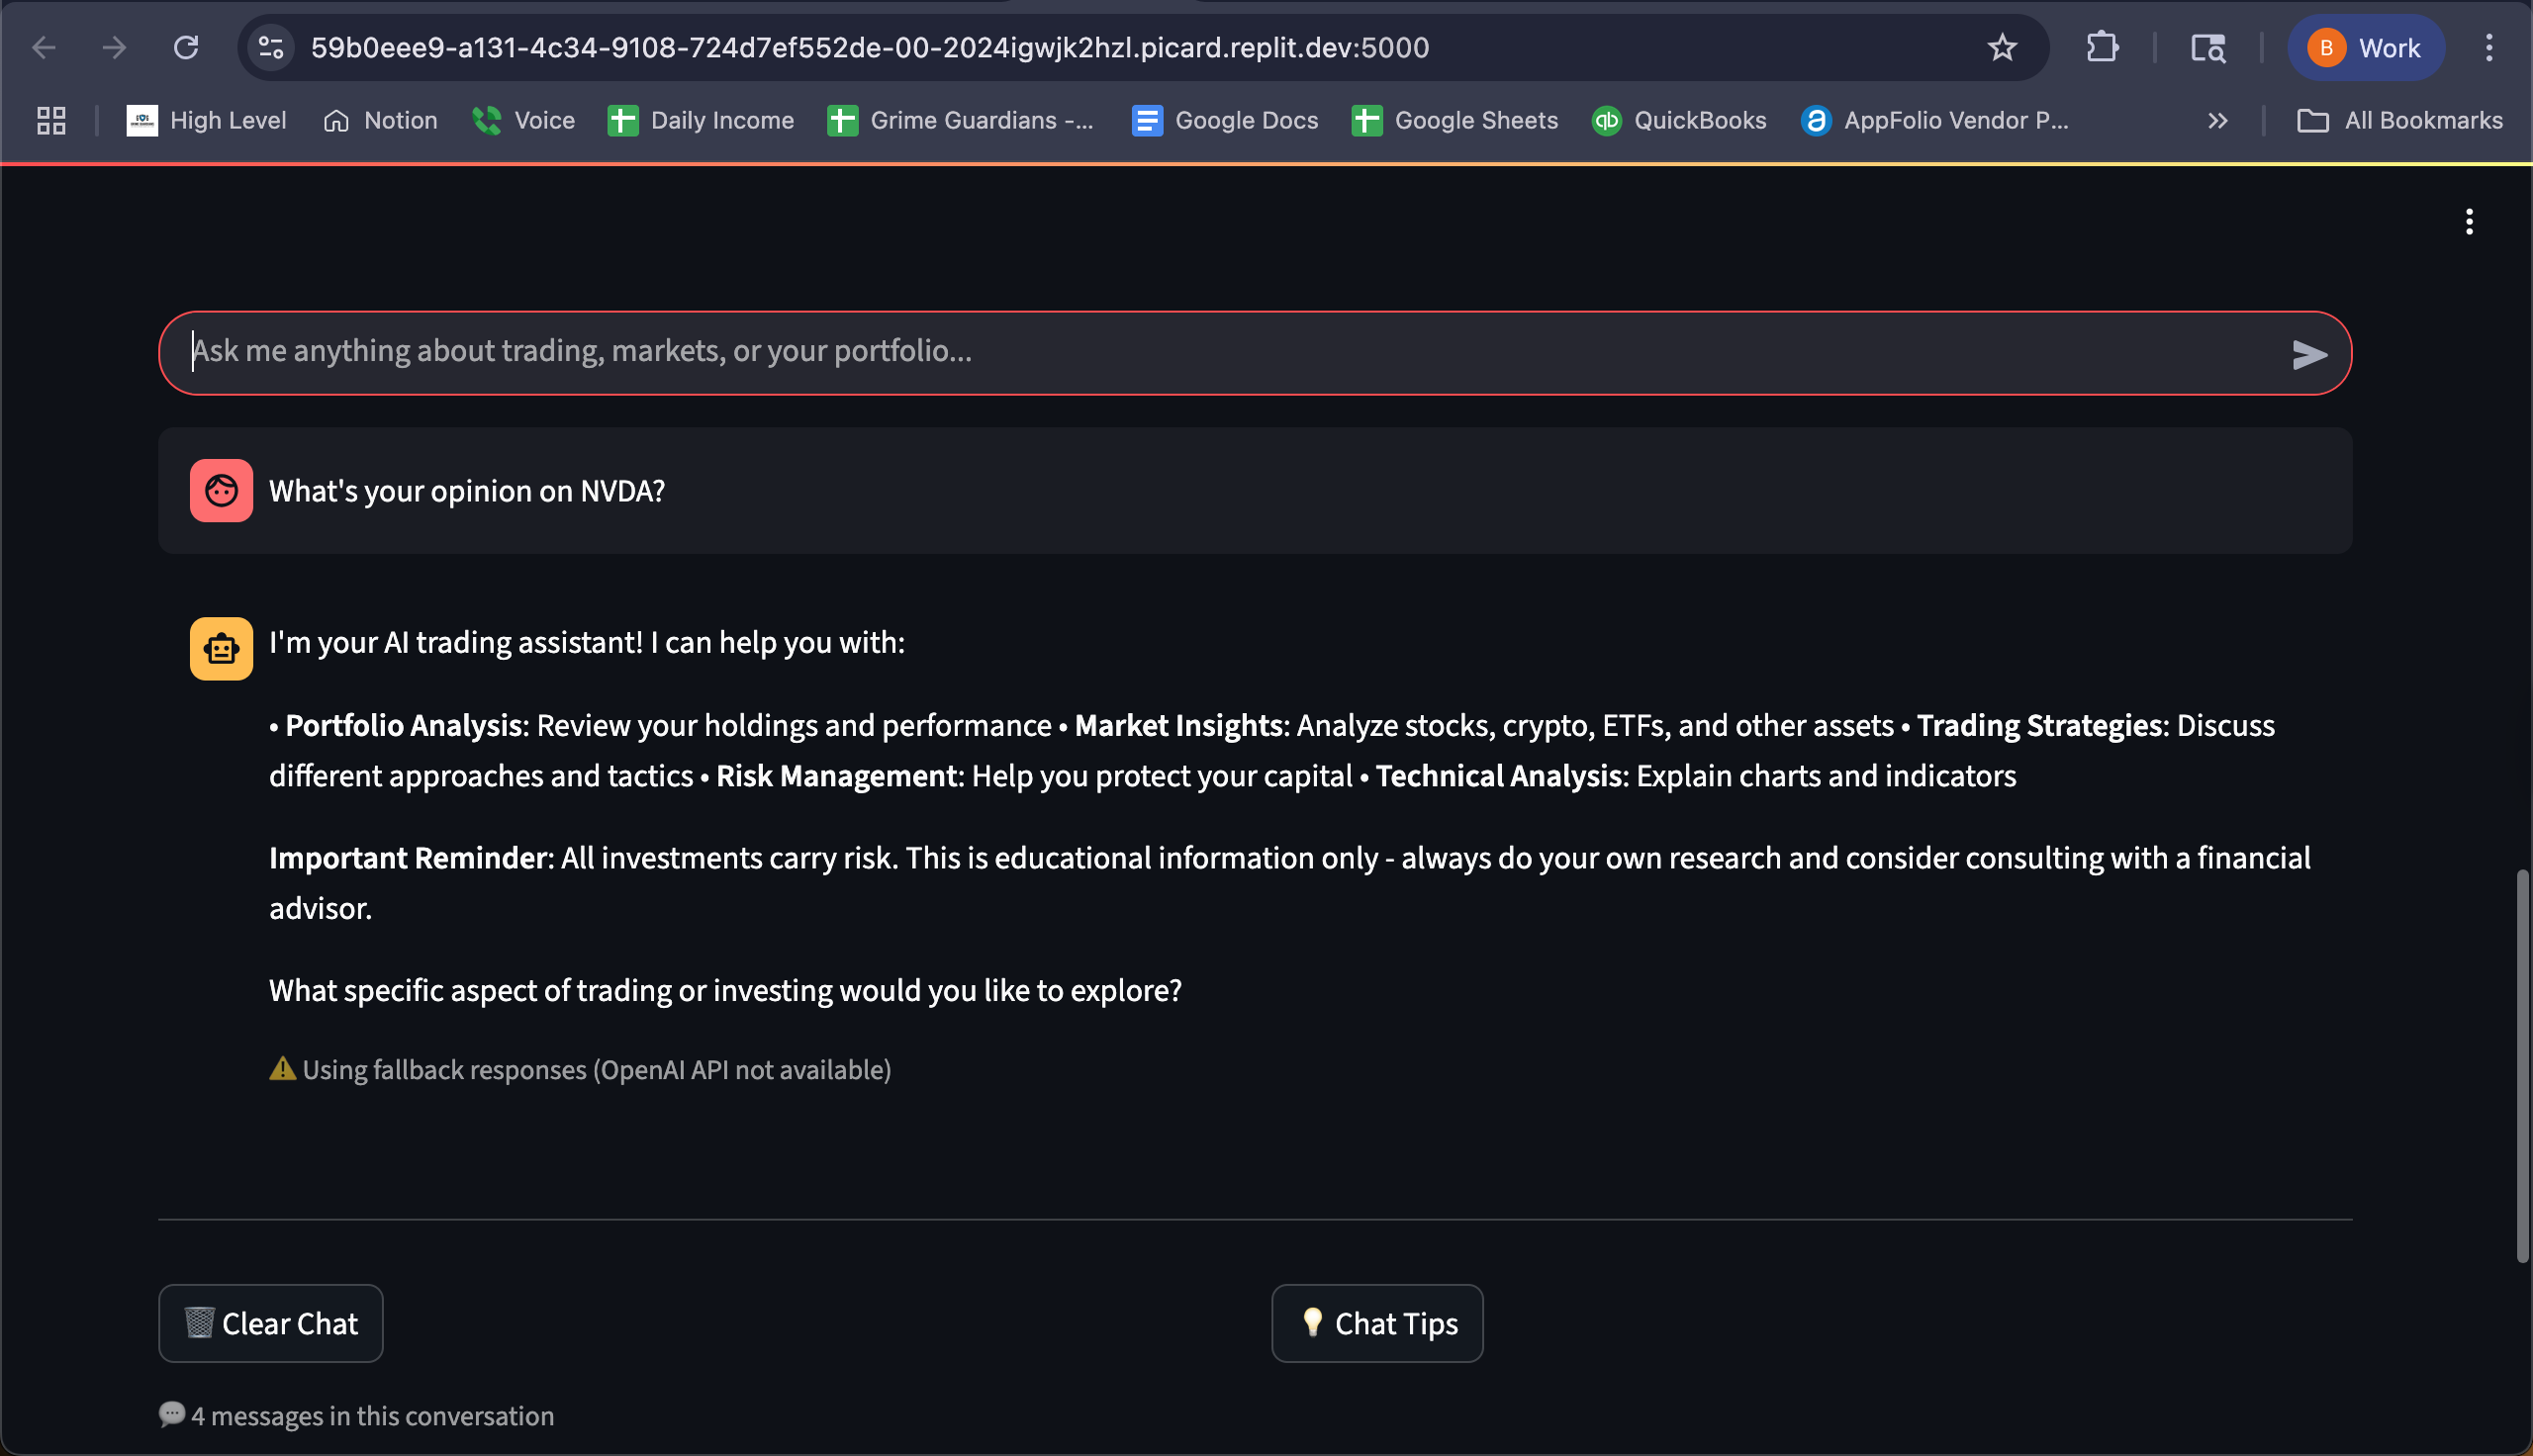 59b0eee9-a131-4c34-9108-724d7ef552de-00-2024igwjk2hzl.picard.replit.dev:5000
B Work
High Level Notion Voice Daily Income Grime Guardians -... Google Docs Google Sheets QuickBooks AppFolio Vendor P... All Bookmarks
Ask me anything about trading, markets, or your portfolio...
What's your opinion on NVDA?
I'm your AI trading assistant! I can help you with:
• Portfolio Analysis: Review your holdings and performance • Market Insights: Analyze stocks, crypto, ETFs, and other assets • Trading Strategies: Discuss
different approaches and tactics • Risk Management: Help you protect your capital • Technical Analysis: Explain charts and indicators
Important Reminder: All investments carry risk. This is educational information only - always do your own research and consider consulting with a financial
advisor.
What specific aspect of trading or investing would you like to explore?
⚠ Using fallback responses (OpenAI API not available)
Clear Chat
Chat Tips
4 messages in this conversation